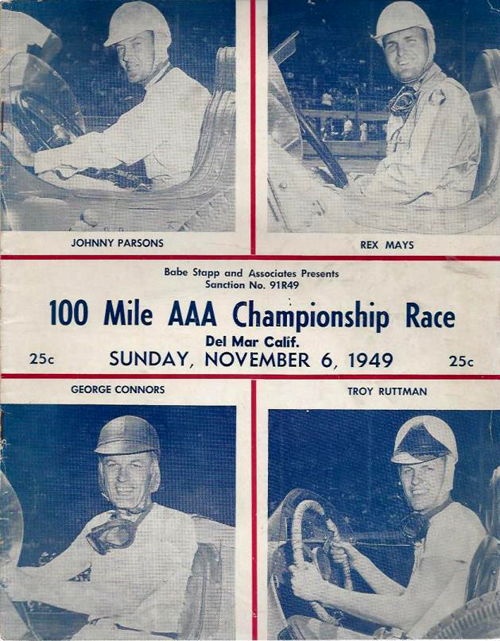 JOHNNY PARSONS
REX MAYS
Babe Stapp and Associates Presents
Sanction No. 91R49
100 Mile AAA Championship Race
Del Mar Calif.
25c SUNDAY, NOVEMBER 6, 1949 25c
GEORGE CONNORS
TROY RUTTMAN